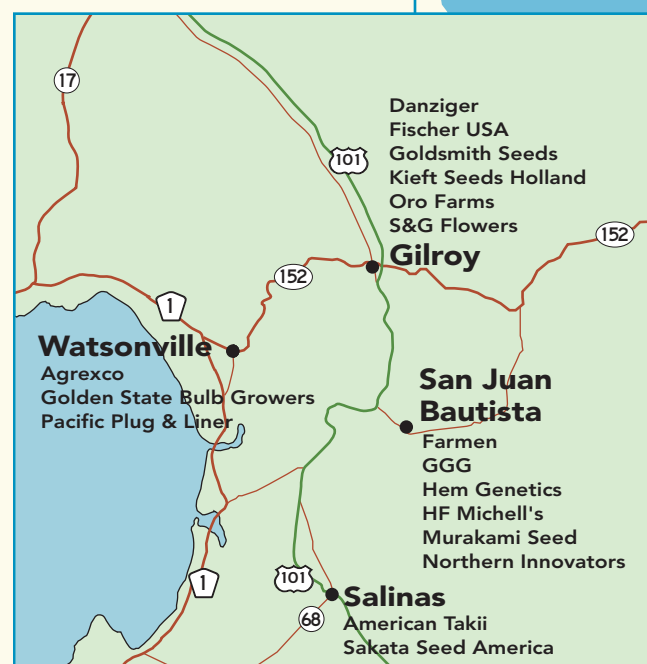 17
Danziger
Fischer USA
101
Goldsmith Seeds
Kieft Seeds Holland
Oro Farms
S&G Flowers
152
Gilroy
152
1
Watsonville
Agrexco
Golden State Bulb Growers
Pacific Plug & Liner
San Juan
Bautista
Farmen
GGG
Hem Genetics
HF Michell's
Murakami Seed
Northern Innovators
101
1
Salinas
68
American Takii
Sakata Seed America